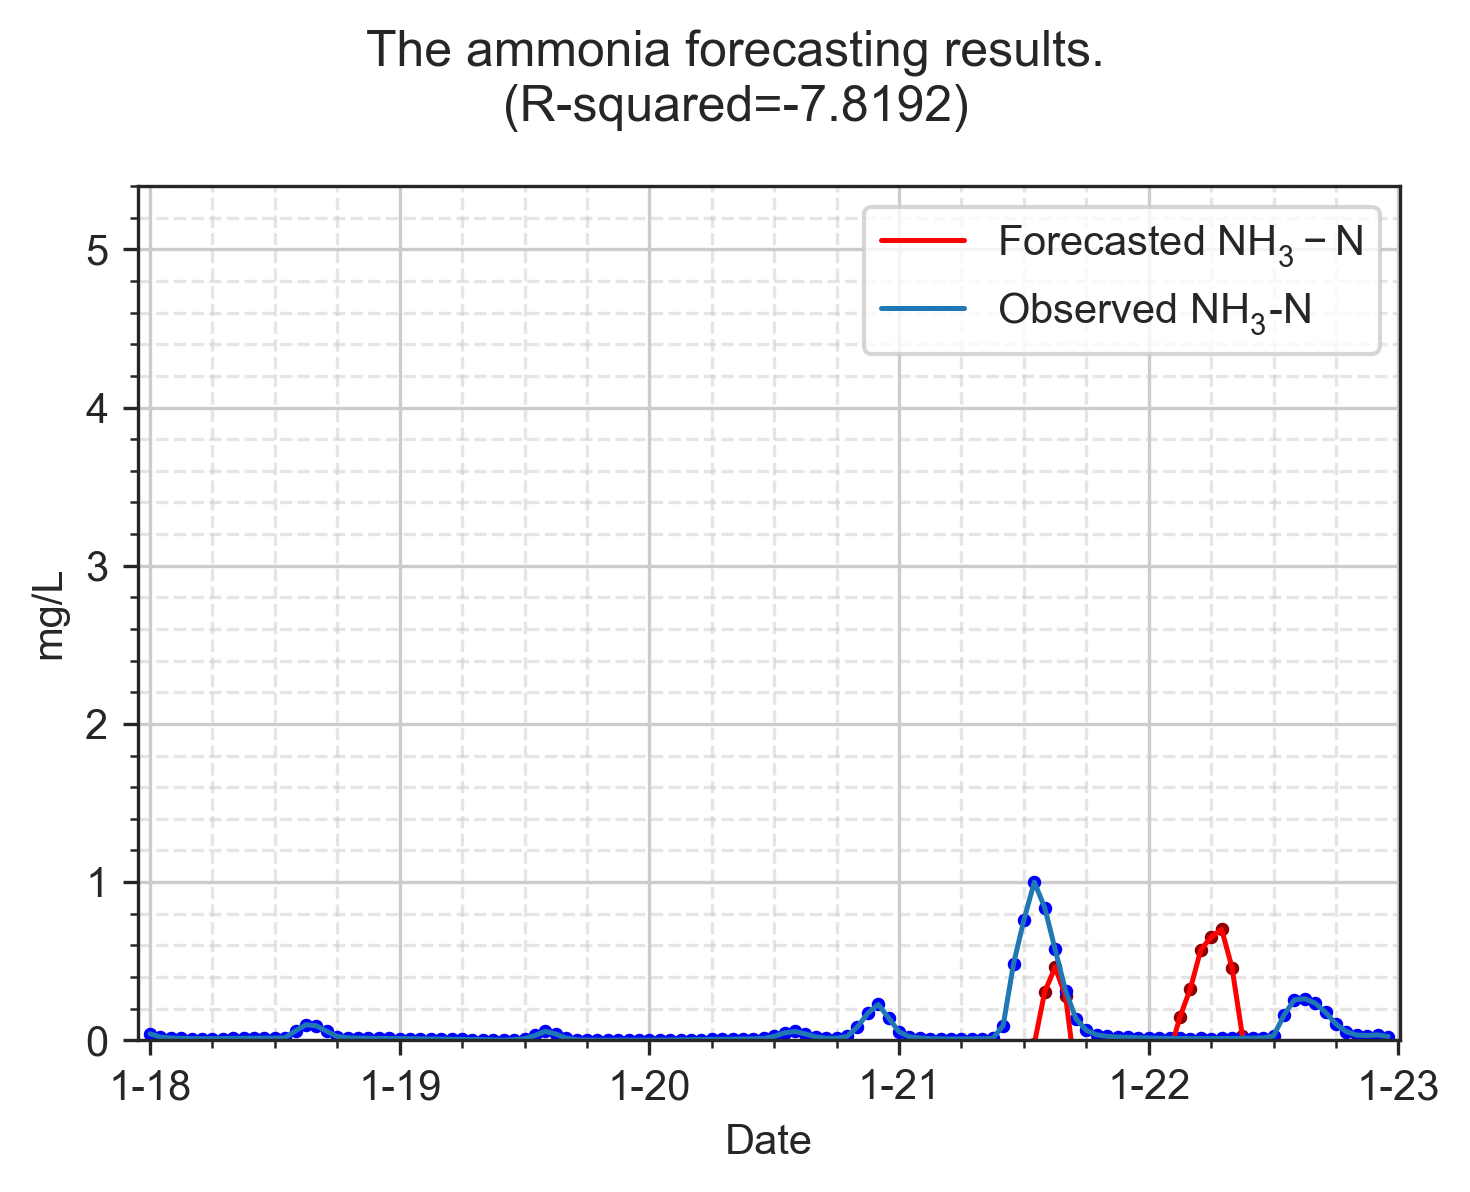 The ammonia forecasting results.
(R-squared=-7.8192)
Forecasted NH₃ − N
Observed NH₃-N
5
4
3
2
1
0
mg/L
1-18
1-19
1-20
1-21
1-22
1-23
Date